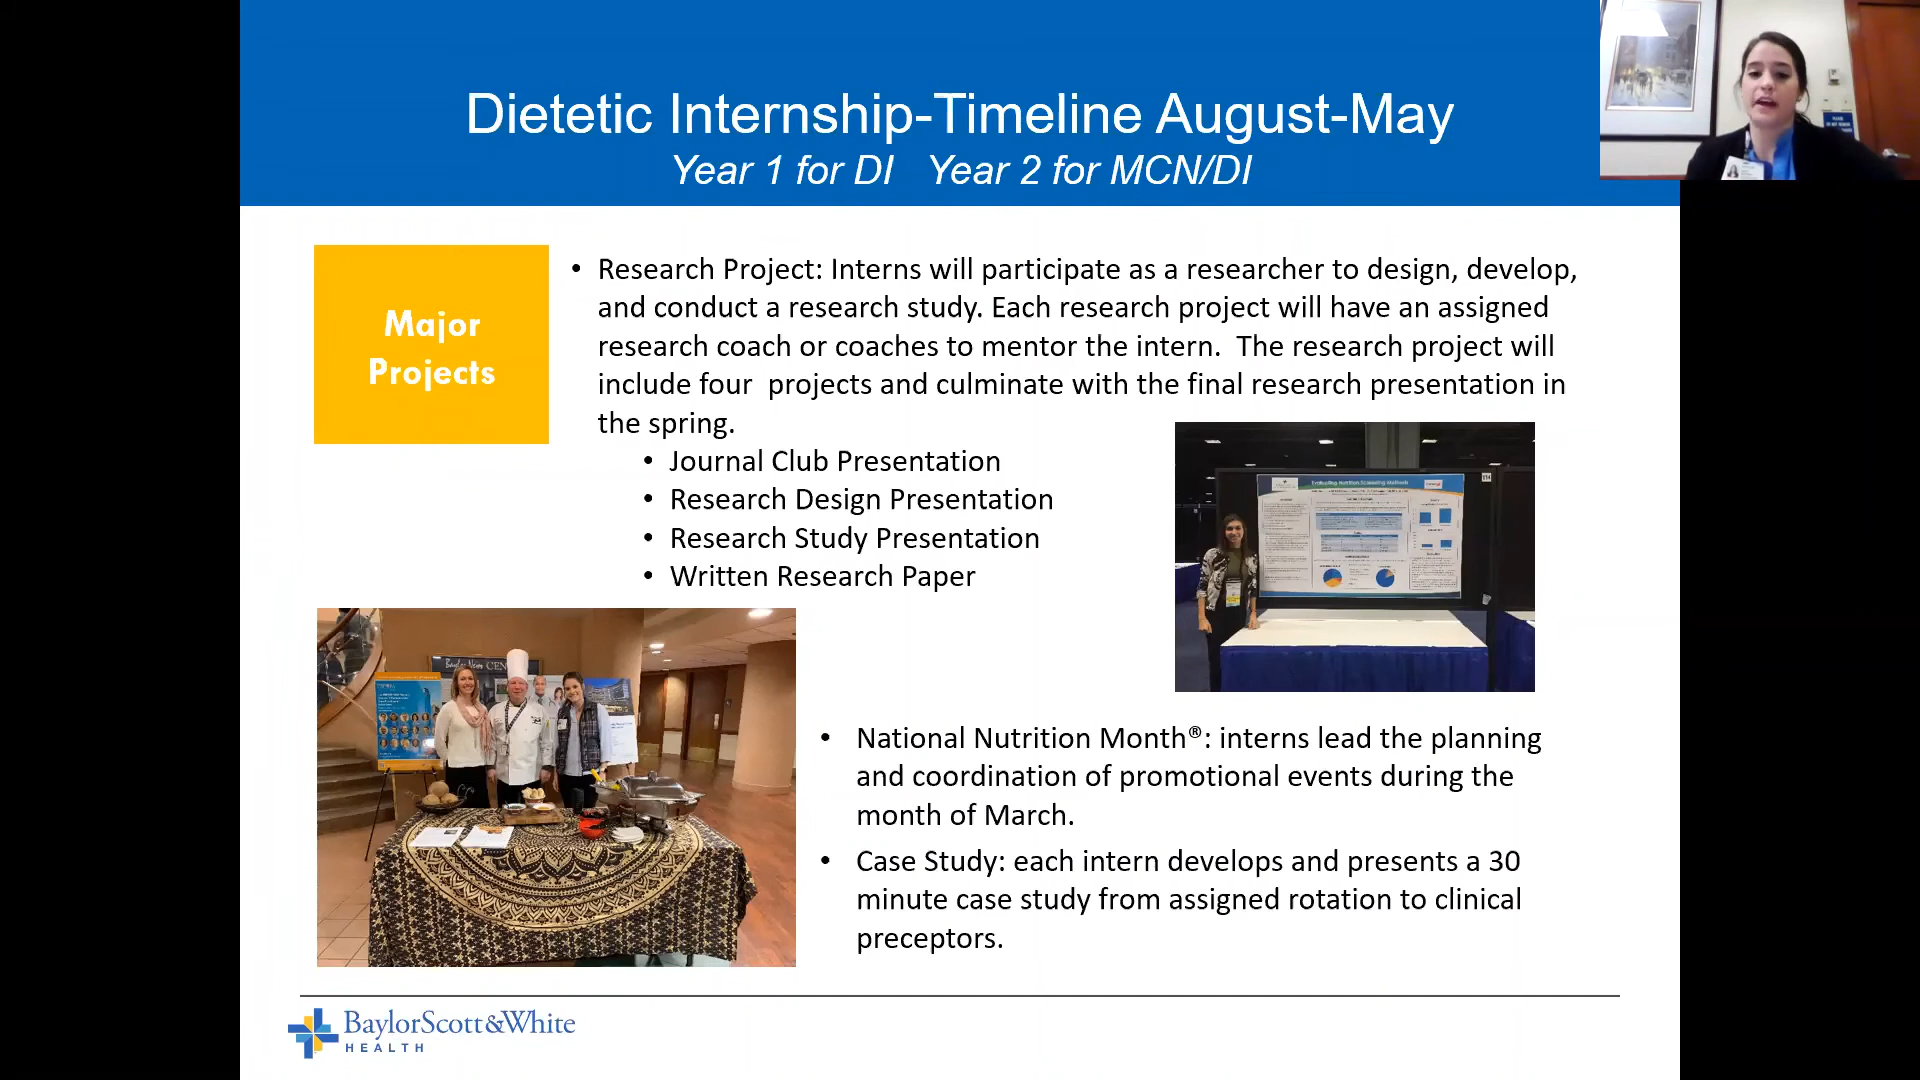 Dietetic Internship-Timeline August-May
Year 1 for DI Year 2 for MCN/DI
Major
Projects
• Research Project: Interns will participate as a researcher to design, develop,
and conduct a research study. Each research project will have an assigned
research coach or coaches to mentor the intern. The research project will
include four projects and culminate with the final research presentation in
the spring.
• Journal Club Presentation
• Research Design Presentation
• Research Study Presentation
• Written Research Paper
Evaluating Nutrition Screening Methods
• National Nutrition Month®: interns lead the planning
and coordination of promotional events during the
month of March.
• Case Study: each intern develops and presents a 30
minute case study from assigned rotation to clinical
preceptors.
BaylorScott&White
HEALTH